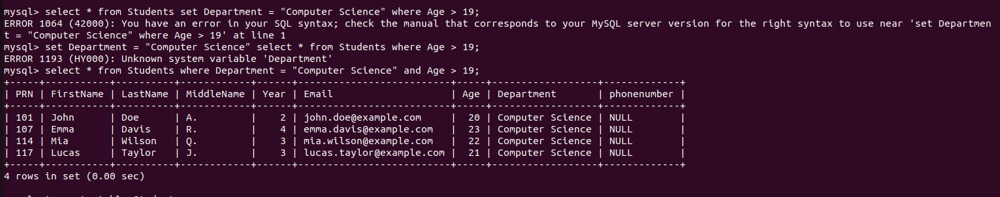 mysql> select * from Students set Department = "Computer Science" where Age > 19;
ERROR 1064 (42000): You have an error in your SQL syntax; check the manual that corresponds to your MySQL server version for the right syntax to use near 'set Departmen
t = "Computer Science" where Age > 19' at line 1
mysql> set Department = "Computer Science" select * from Students where Age > 19;
ERROR 1193 (HY000): Unknown system variable 'Department'
mysql> select * from Students where Department = "Computer Science" and Age > 19;
+-----+-----------+----------+------------+------+--------------------------+-----+------------------+-------------+
| PRN | FirstName | LastName | MiddleName | Year | Email                    | Age | Department       | phonenumber |
+-----+-----------+----------+------------+------+--------------------------+-----+------------------+-------------+
| 101 | John      | Doe      | A.         |    2 | john.doe@example.com     |  20 | Computer Science | NULL        |
| 107 | Emma      | Davis    | R.         |    4 | emma.davis@example.com   |  23 | Computer Science | NULL        |
| 114 | Mia       | Wilson   | Q.         |    3 | mia.wilson@example.com   |  22 | Computer Science | NULL        |
| 117 | Lucas     | Taylor   | J.         |    3 | lucas.taylor@example.com |  21 | Computer Science | NULL        |
+-----+-----------+----------+------------+------+--------------------------+-----+------------------+-------------+
4 rows in set (0.00 sec)